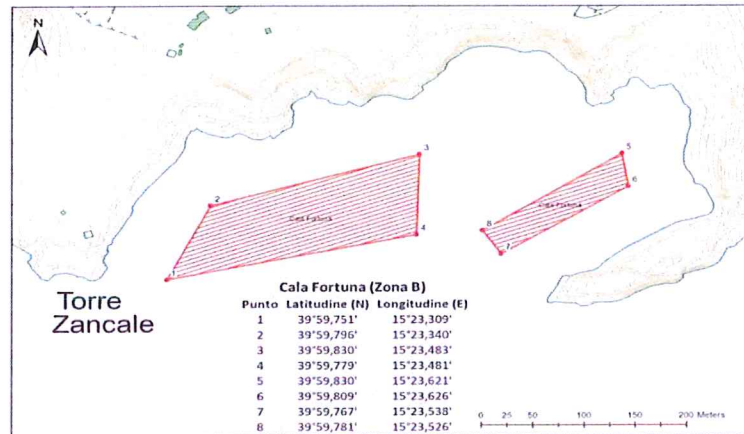 N
3
5
2
6
Cala Fortuna
Cala Fortuna
8
4
7
1
Torre
Zancale
Cala Fortuna (Zona B)
Punto Latitudine (N) Longitudine (E)
1 39°59,751' 15°23,309'
2 39°59,796' 15°23,340'
3 39°59,830' 15°23,483'
4 39°59,779' 15°23,481'
5 39°59,830' 15°23,621'
6 39°59,809' 15°23,626'
7 39°59,767' 15°23,538'
8 39°59,781' 15°23,526'
0 25 50 100 150 200 Meters